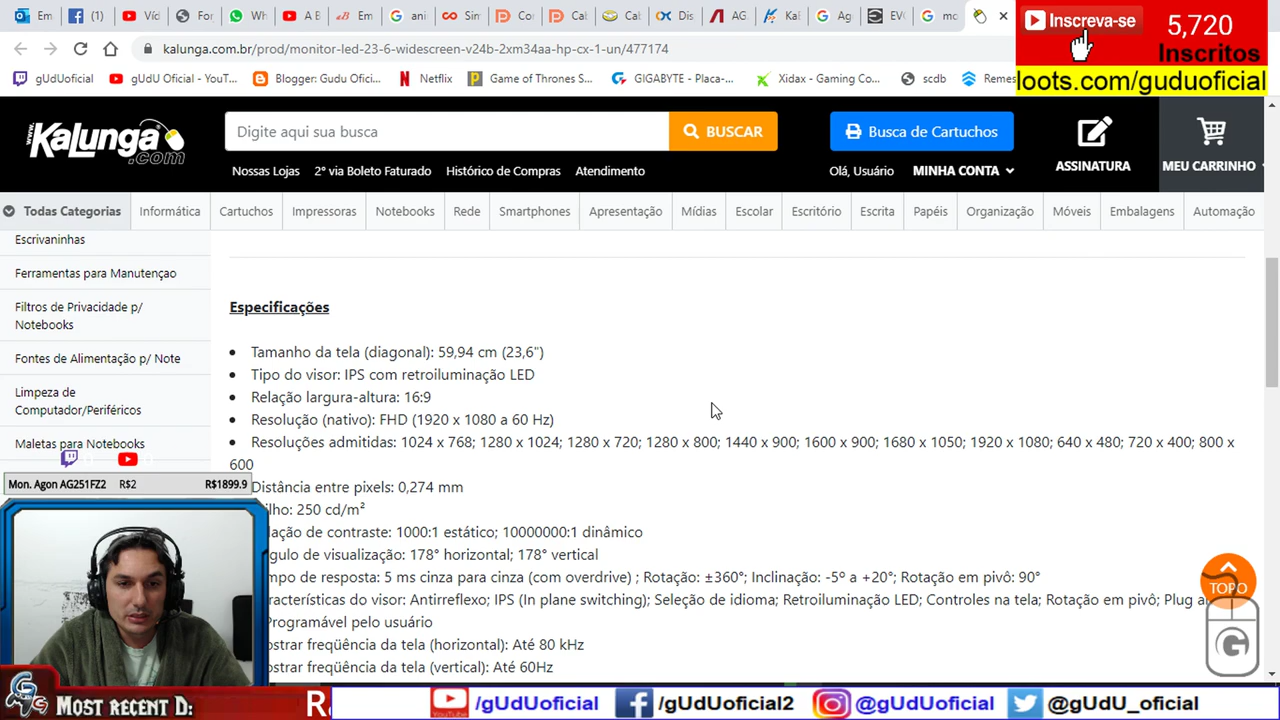 Em
(1)
Víd
For
Wh
A B
Em
ani
Sim
Co
Cal
Cal
Dis
AG
Kal
Ag
EVO
mo
Inscreva-se
5,720
Inscritos
loots.com/guduoficial
kalunga.com.br/prod/monitor-led-23-6-widescreen-v24b-2xm34aa-hp-cx-1-un/477174
gUdUoficial
gUdU Oficial - YouT...
Blogger: Gudu Ofici...
Netflix
Game of Thrones S...
GIGABYTE - Placa-...
Xidax - Gaming Co...
scdb
Remes
www.
Kalunga
.com
Digite aqui sua busca
BUSCAR
Busca de Cartuchos
ASSINATURA
MEU CARRINHO
Nossas Lojas
2° via Boleto Faturado
Histórico de Compras
Atendimento
Olá, Usuário
MINHA CONTA
Todas Categorias
Informática
Cartuchos
Impressoras
Notebooks
Rede
Smartphones
Apresentação
Mídias
Escolar
Escritório
Escrita
Papéis
Organização
Móveis
Embalagens
Automação
Escrivaninhas
Ferramentas para Manutençao
Filtros de Privacidade p/
Notebooks
Fontes de Alimentação p/ Note
Limpeza de
Computador/Periféricos
Maletas para Notebooks
Especificações
Tamanho da tela (diagonal): 59,94 cm (23,6")
Tipo do visor: IPS com retroiluminação LED
Relação largura-altura: 16:9
Resolução (nativo): FHD (1920 x 1080 a 60 Hz)
Resoluções admitidas: 1024 x 768; 1280 x 1024; 1280 x 720; 1280 x 800; 1440 x 900; 1600 x 900; 1680 x 1050; 1920 x 1080; 640 x 480; 720 x 400; 800 x
600
Distância entre pixels: 0,274 mm
ilho: 250 cd/m²
lação de contraste: 1000:1 estático; 10000000:1 dinâmico
gulo de visualização: 178° horizontal; 178° vertical
mpo de resposta: 5 ms cinza para cinza (com overdrive) ; Rotação: ±360°; Inclinação: -5º a +20°; Rotação em pivô: 90°
racterísticas do visor: Antirreflexo; IPS (In plane switching); Seleção de idioma; Retroiluminação LED; Controles na tela; Rotação em pivô; Plug a
Programável pelo usuário
ostrar freqüência da tela (horizontal): Até 80 kHz
ostrar freqüência da tela (vertical): Até 60Hz
Mon. Agon AG251FZ2 R$2 R$1899.9
TOPO
Most recent D:
R
/gUdUoficial
/gUdUoficial2
@gUdUoficial
@gUdU_oficial